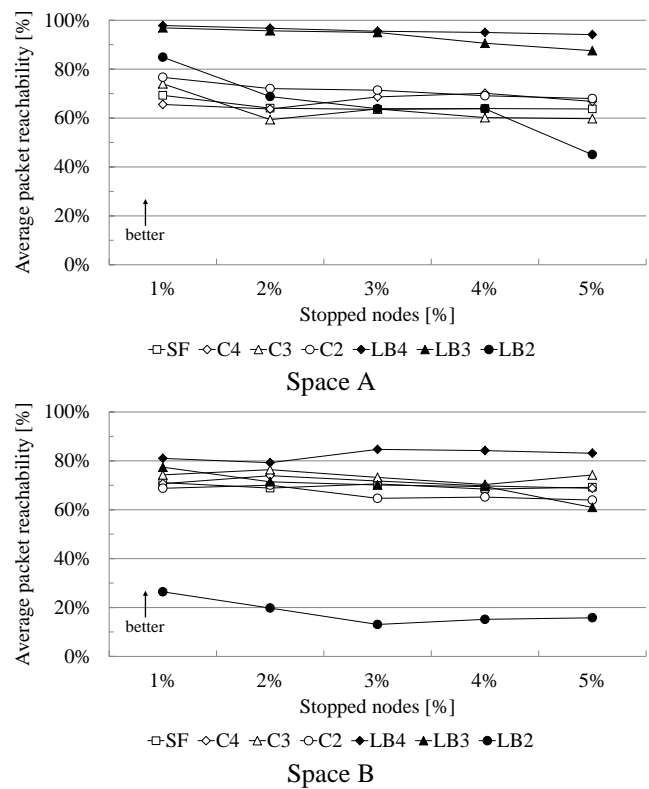 Average packet reachability [%]
100%
80%
60%
40%
20%
0%
better
1% 2% 3% 4% 5%
Stopped nodes [%]
SF C4 C3 C2 LB4 LB3 LB2
Space A
Average packet reachability [%]
100%
80%
60%
40%
20%
0%
better
1% 2% 3% 4% 5%
Stopped nodes [%]
SF C4 C3 C2 LB4 LB3 LB2
Space B